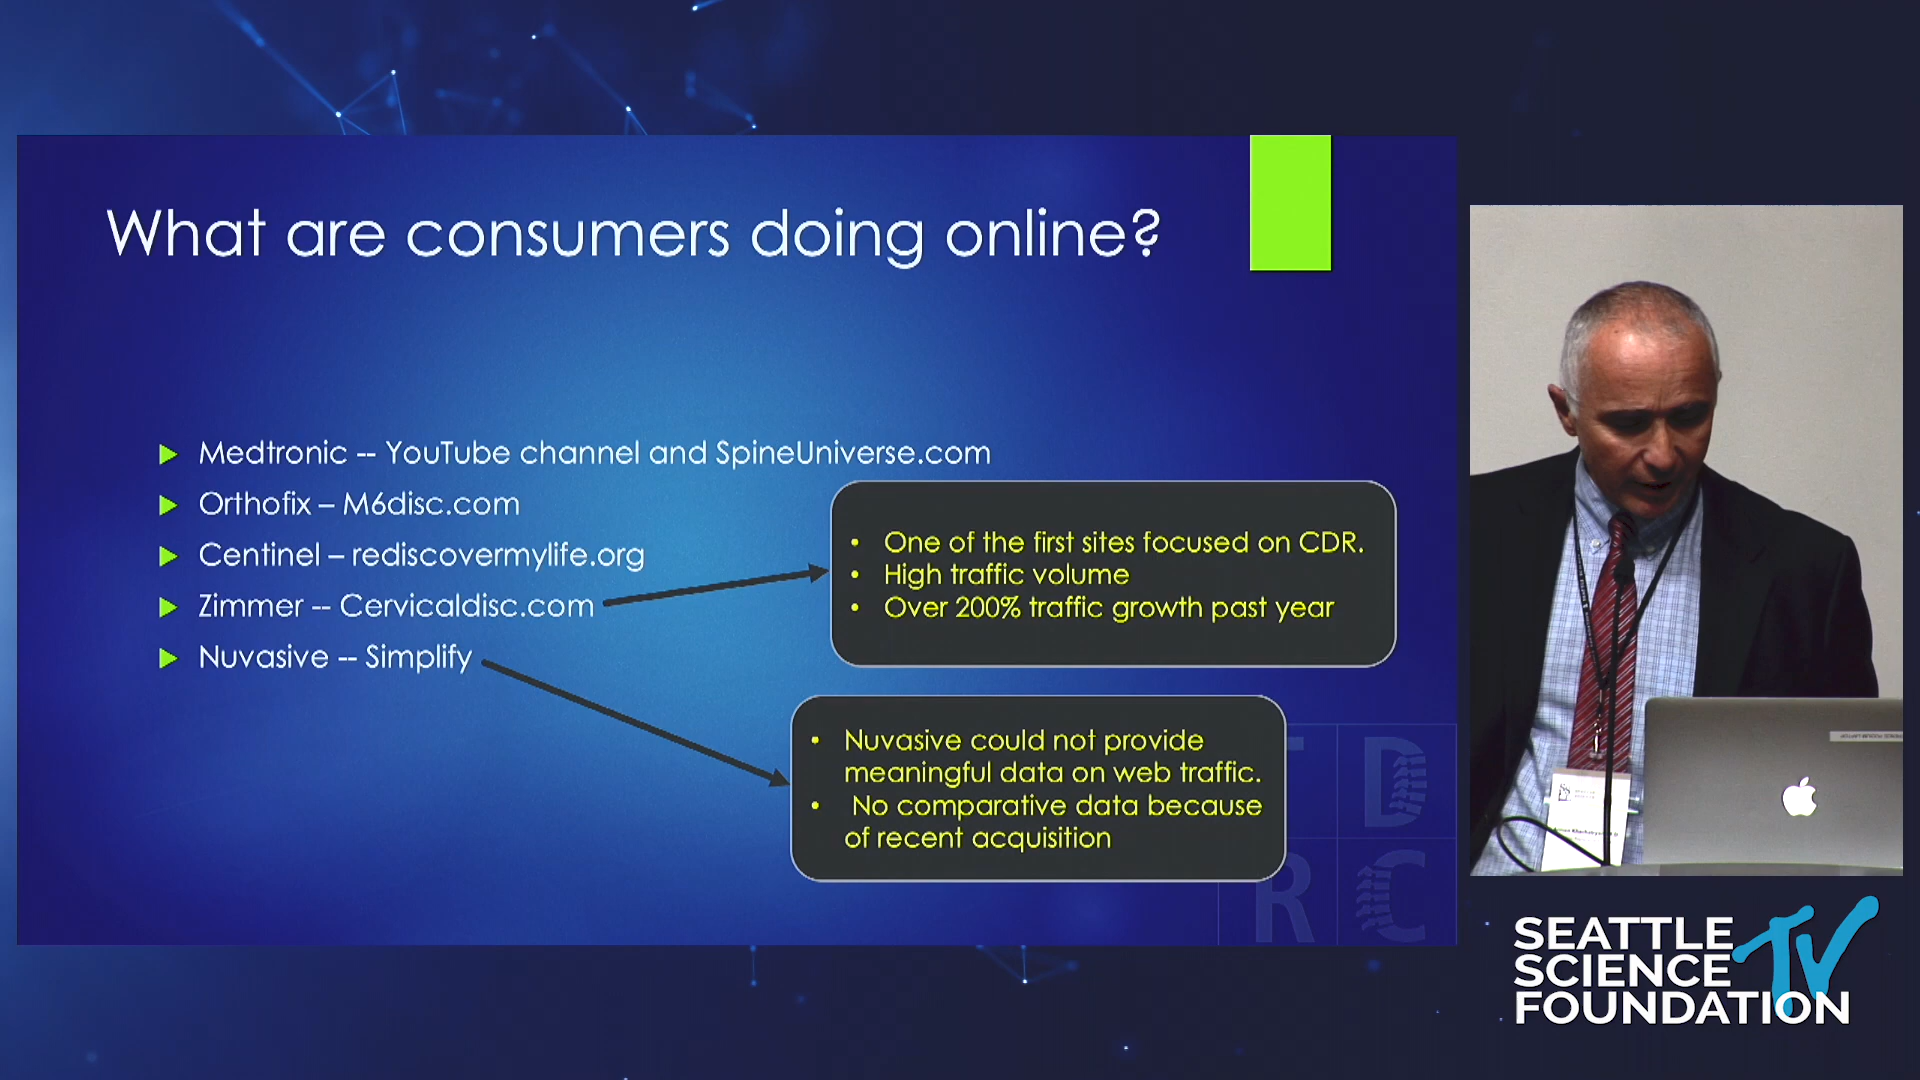 What are consumers doing online?
Medtronic -- YouTube channel and SpineUniverse.com
Orthofix – M6disc.com
Centinel – rediscovermylife.org
Zimmer -- Cervicaldisc.com
Nuvasive -- Simplify
• One of the first sites focused on CDR.
• High traffic volume
• Over 200% traffic growth past year
• Nuvasive could not provide
meaningful data on web traffic.
• No comparative data because
of recent acquisition
D
R C
SEATTLE
SCIENCE TV
FOUNDATION